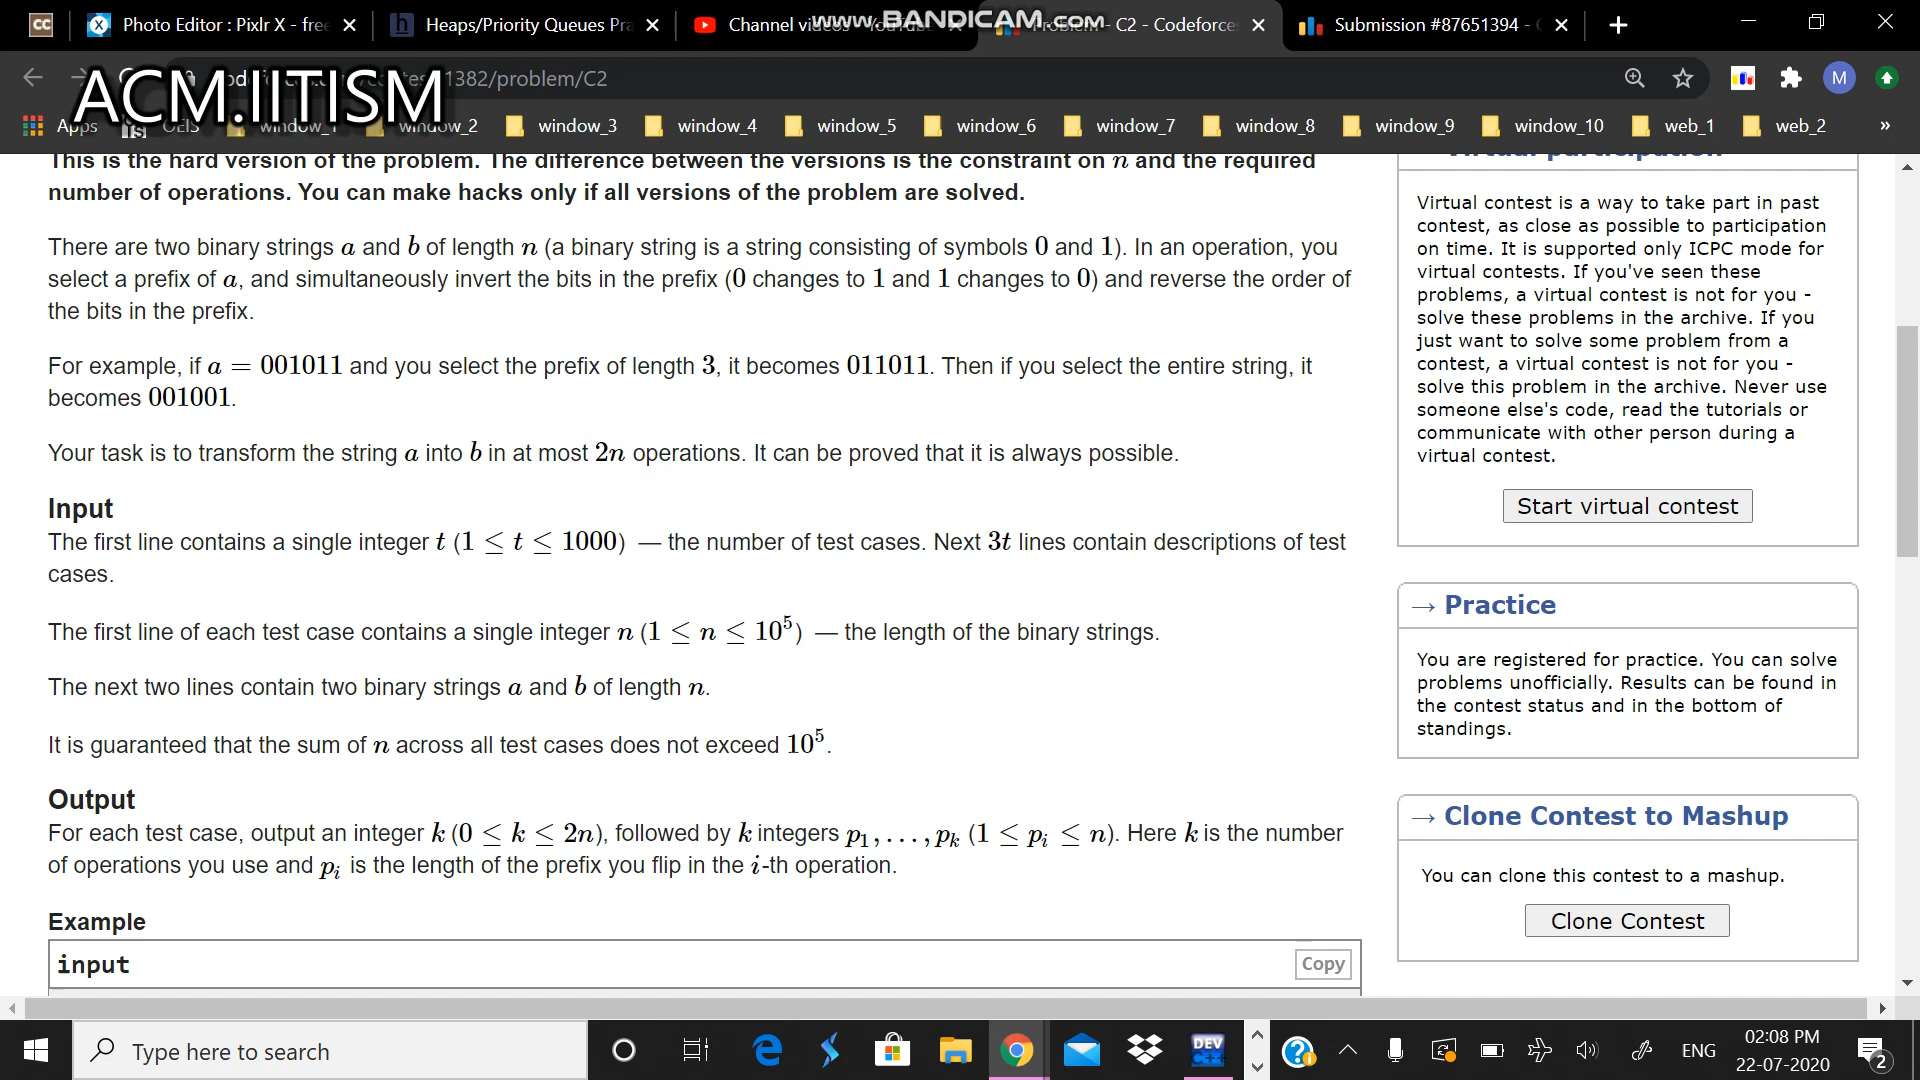 Photo Editor : Pixlr X - free
Heaps/Priority Queues Pra
Channel videos - YouTube
www.BANDICAM.com
Problem - C2 - Codeforces
Submission #87651394 -
ACM.IITISM
1382/problem/C2
M
Apps
OEIS
window_1
window_2
window_3
window_4
window_5
window_6
window_7
window_8
window_9
window_10
web_1
web_2
»
This is the hard version of the problem. The difference between the versions is the constraint on n and the required
number of operations. You can make hacks only if all versions of the problem are solved.
There are two binary strings a and b of length n (a binary string is a string consisting of symbols 0 and 1). In an operation, you
select a prefix of a, and simultaneously invert the bits in the prefix (0 changes to 1 and 1 changes to 0) and reverse the order of
the bits in the prefix.
For example, if a = 001011 and you select the prefix of length 3, it becomes 011011. Then if you select the entire string, it
becomes 001001.
Your task is to transform the string a into b in at most 2n operations. It can be proved that it is always possible.
Input
The first line contains a single integer t (1 ≤ t ≤ 1000) — the number of test cases. Next 3t lines contain descriptions of test
cases.
The first line of each test case contains a single integer n (1 ≤ n ≤ 10⁵) — the length of the binary strings.
The next two lines contain two binary strings a and b of length n.
It is guaranteed that the sum of n across all test cases does not exceed 10⁵.
Output
For each test case, output an integer k (0 ≤ k ≤ 2n), followed by k integers p₁, . . . , pₖ (1 ≤ pᵢ ≤ n). Here k is the number
of operations you use and pᵢ is the length of the prefix you flip in the i-th operation.
Example
input
Copy
Virtual participation
Virtual contest is a way to take part in past
contest, as close as possible to participation
on time. It is supported only ICPC mode for
virtual contests. If you've seen these
problems, a virtual contest is not for you -
solve these problems in the archive. If you
just want to solve some problem from a
contest, a virtual contest is not for you -
solve this problem in the archive. Never use
someone else's code, read the tutorials or
communicate with other person during a
virtual contest.
Start virtual contest
→ Practice
You are registered for practice. You can solve
problems unofficially. Results can be found in
the contest status and in the bottom of
standings.
→ Clone Contest to Mashup
You can clone this contest to a mashup.
Clone Contest
Type here to search
DEV
C++
ENG
02:08 PM
22-07-2020
2